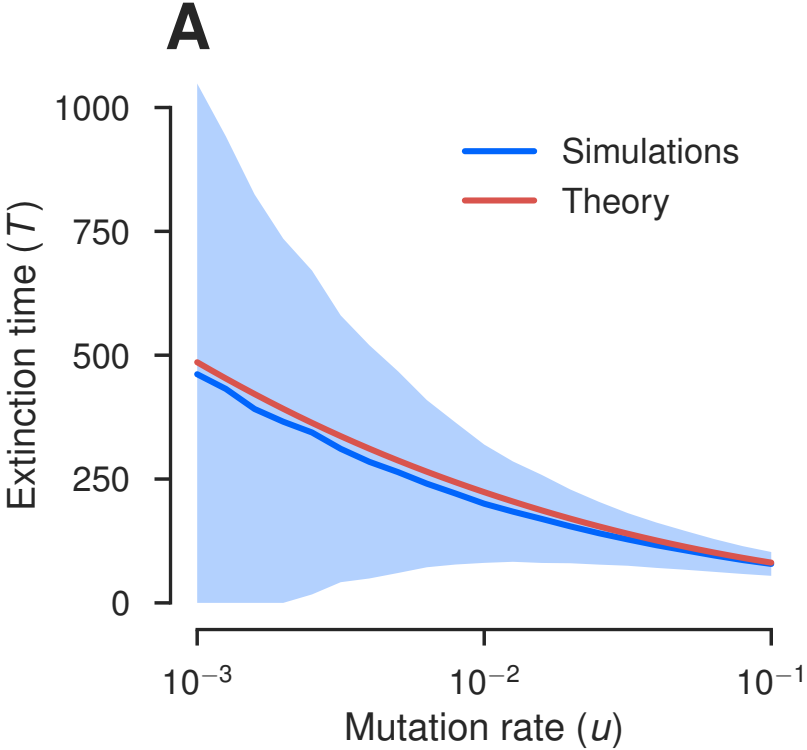 A
1000
750
500
250
0
Extinction time (T)
Simulations
Theory
10⁻³
10⁻²
10⁻¹
Mutation rate (u)